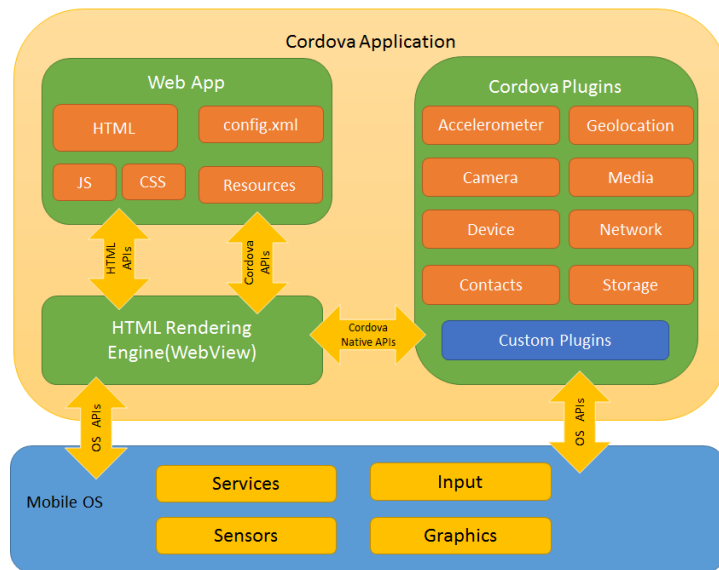 Cordova Application
Web App
HTML
config.xml
JS
CSS
Resources
HTML
APIs
Cordova
APIs
HTML Rendering
Engine(WebView)
Cordova
Native APIs
Cordova Plugins
Accelerometer
Geolocation
Camera
Media
Device
Network
Contacts
Storage
Custom Plugins
OS APIs
OS APIs
Mobile OS
Services
Input
Sensors
Graphics